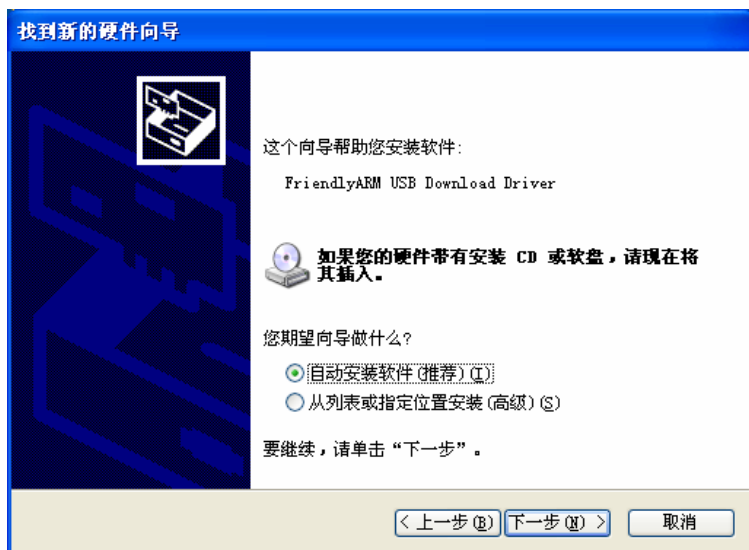 找到新的硬件向导
这个向导帮助您安装软件:
FriendlyARM USB Download Driver
如果您的硬件带有安装 CD 或软盘，请现在将
其插入。
您期望向导做什么?
自动安装软件(推荐)(I)
从列表或指定位置安装(高级)(S)
要继续，请单击“下一步”。
< 上一步(B) 下一步(N) > 取消